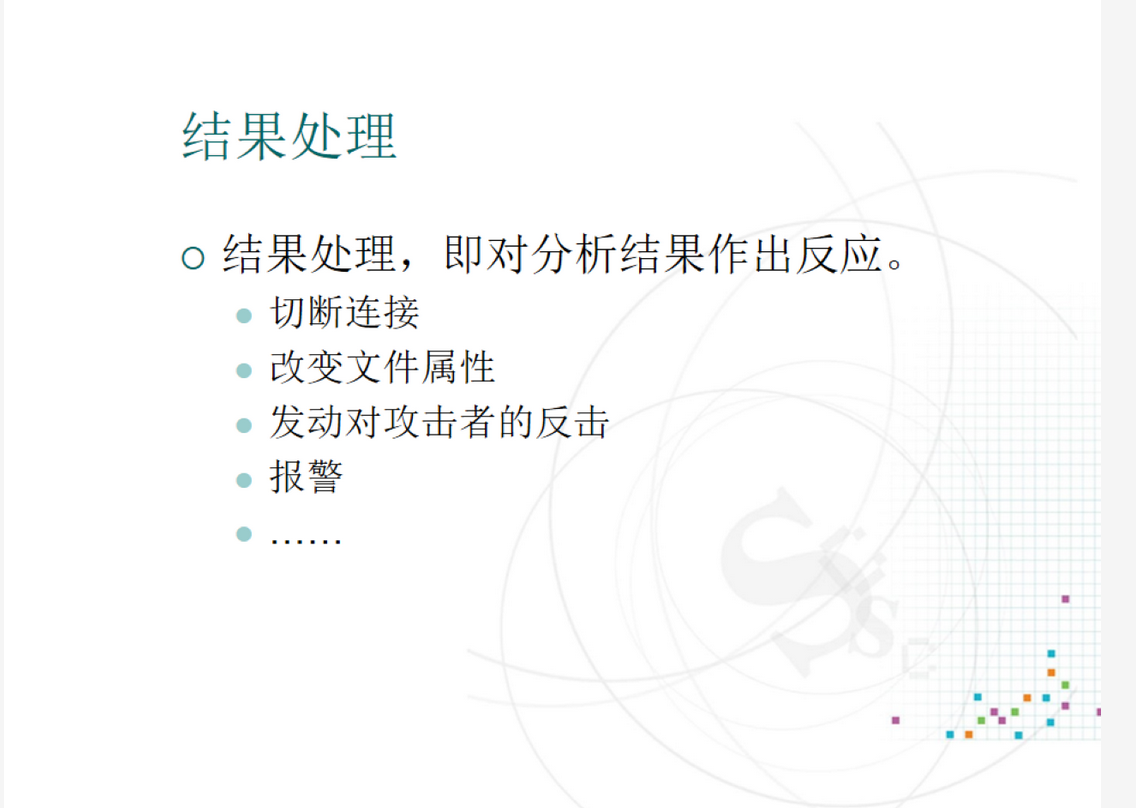 结果处理
结果处理，即对分析结果作出反应。
切断连接
改变文件属性
发动对攻击者的反击
报警
……